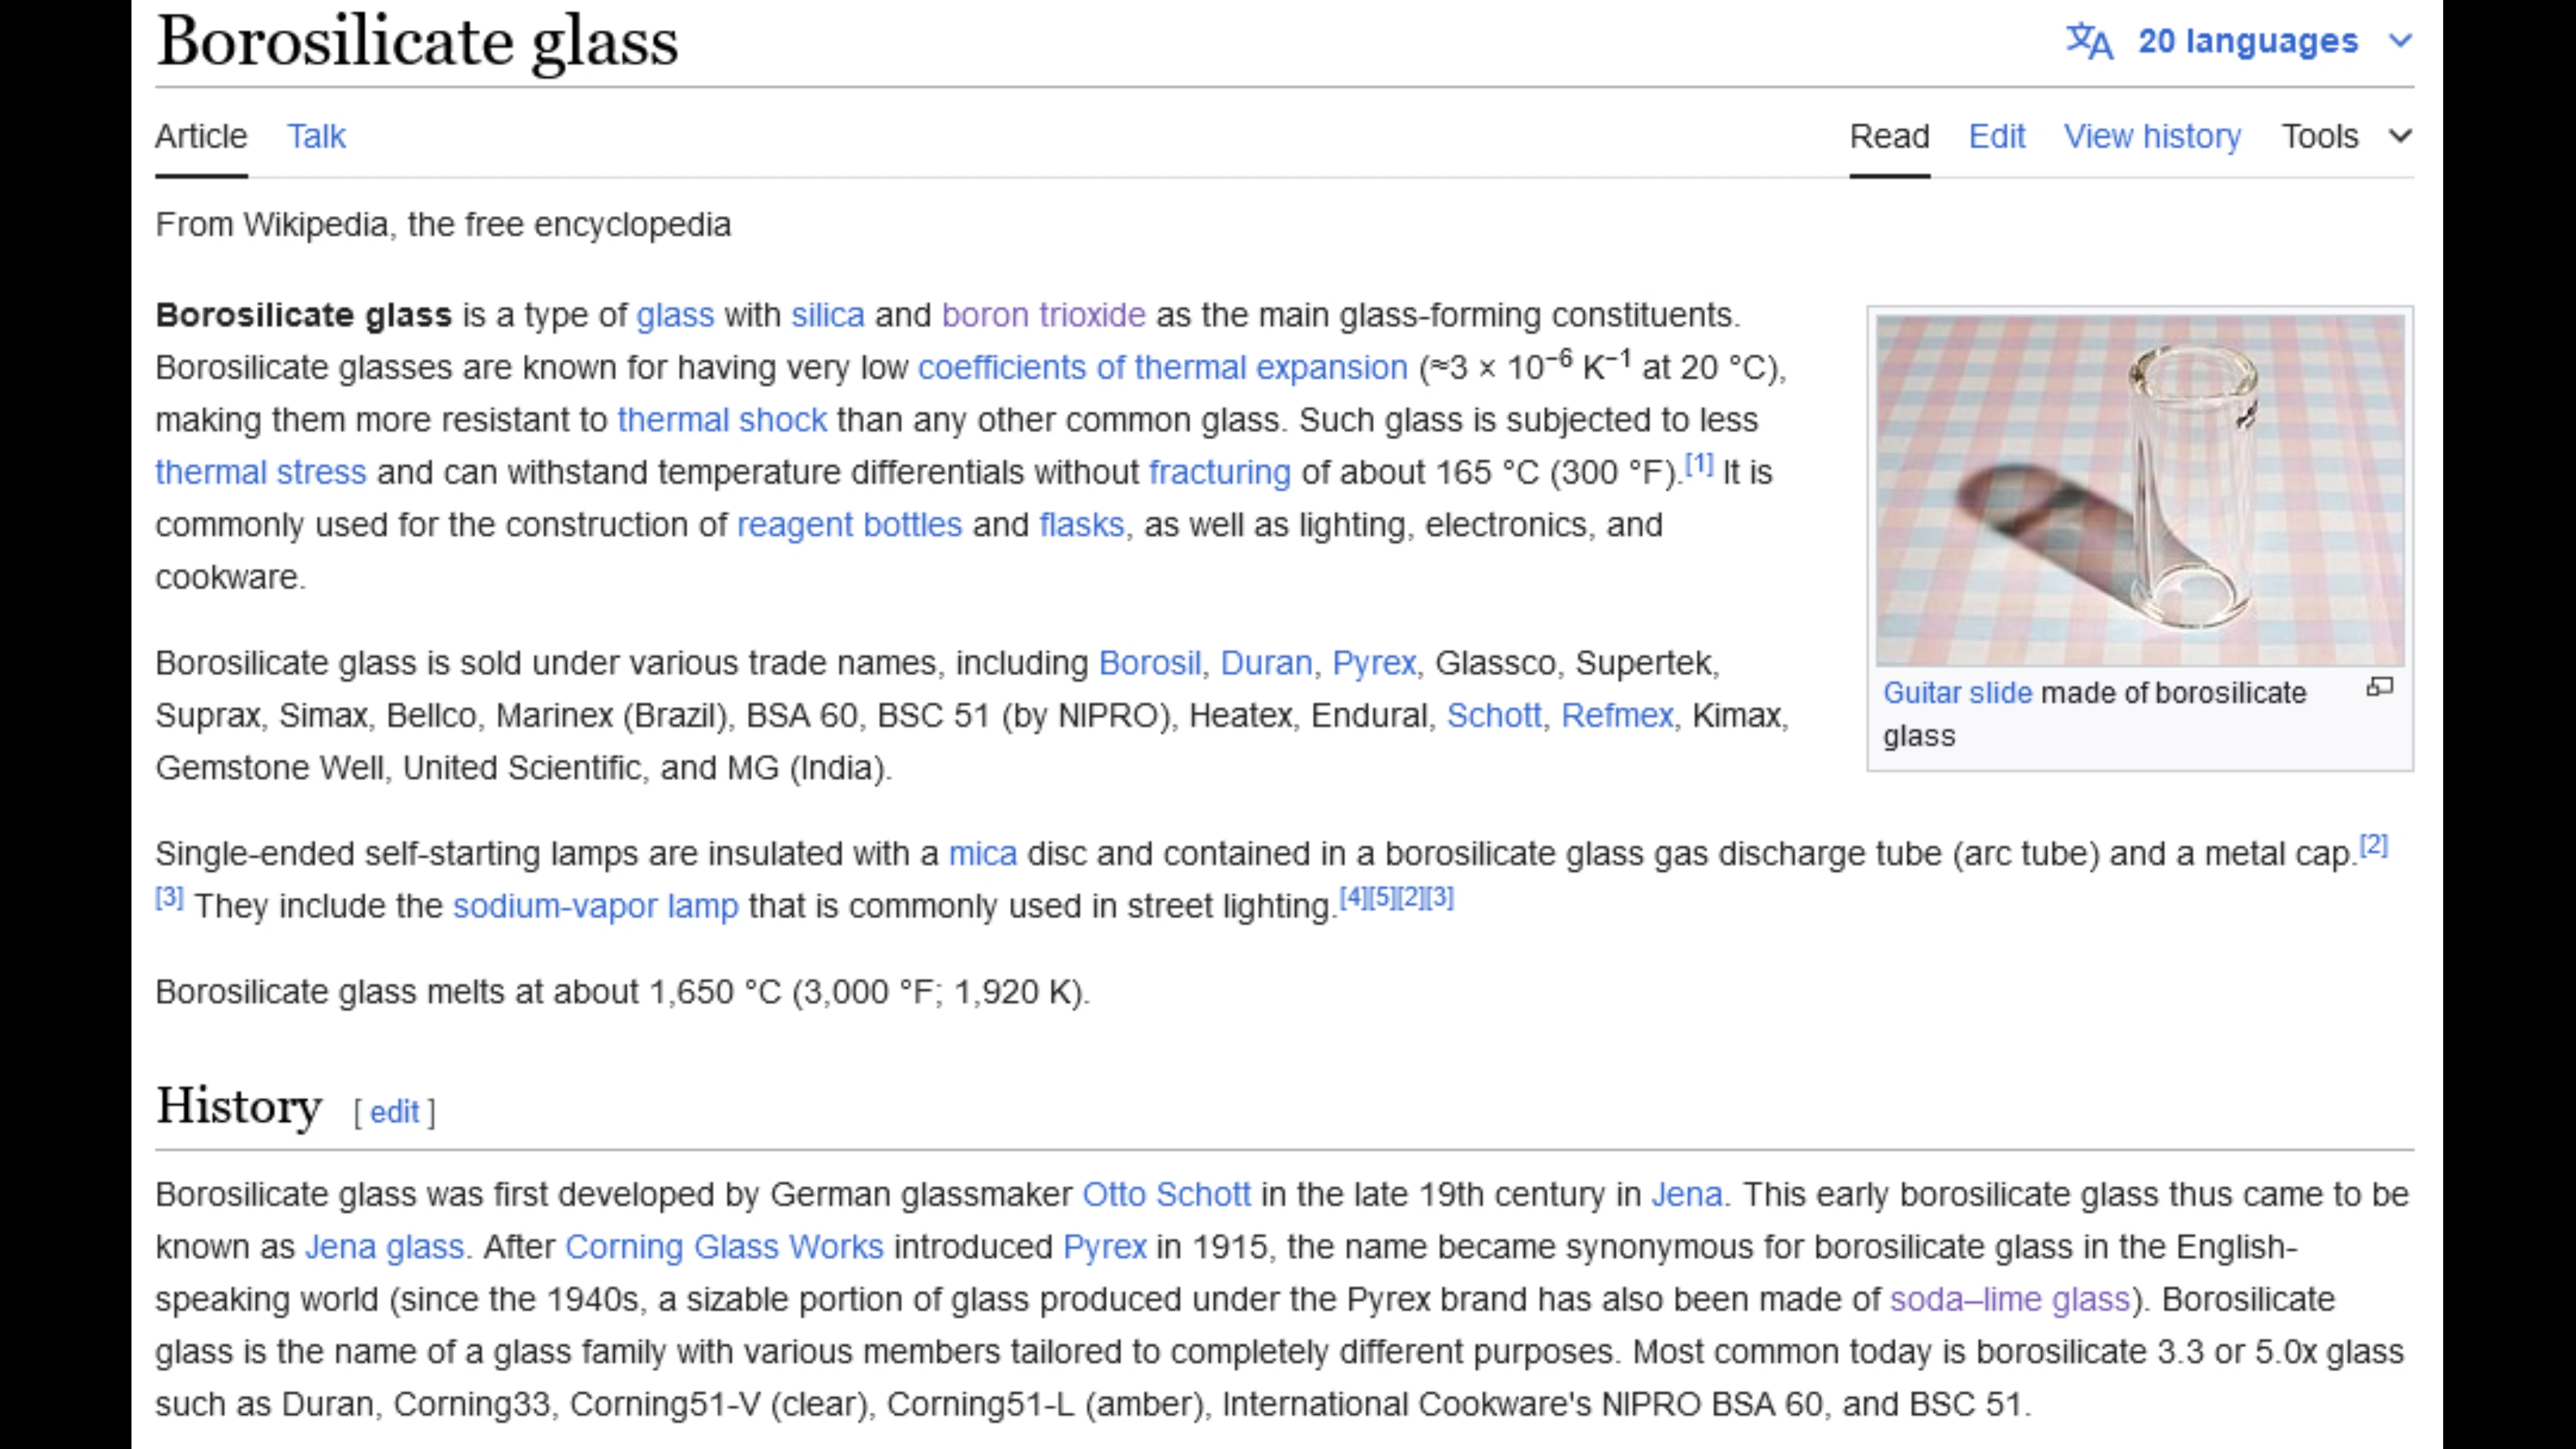 Borosilicate glass
20 languages
Article Talk
Read Edit View history Tools
From Wikipedia, the free encyclopedia
Borosilicate glass is a type of glass with silica and boron trioxide as the main glass-forming constituents.
Borosilicate glasses are known for having very low coefficients of thermal expansion (≈3 × 10⁻⁶ K⁻¹ at 20 °C),
making them more resistant to thermal shock than any other common glass. Such glass is subjected to less
thermal stress and can withstand temperature differentials without fracturing of about 165 °C (300 °F).[1] It is
commonly used for the construction of reagent bottles and flasks, as well as lighting, electronics, and
cookware.
Guitar slide made of borosilicate
glass
Borosilicate glass is sold under various trade names, including Borosil, Duran, Pyrex, Glassco, Supertek,
Suprax, Simax, Bellco, Marinex (Brazil), BSA 60, BSC 51 (by NIPRO), Heatex, Endural, Schott, Refmex, Kimax,
Gemstone Well, United Scientific, and MG (India).
Single-ended self-starting lamps are insulated with a mica disc and contained in a borosilicate glass gas discharge tube (arc tube) and a metal cap.[2]
[3] They include the sodium-vapor lamp that is commonly used in street lighting.[4][5][2][3]
Borosilicate glass melts at about 1,650 °C (3,000 °F; 1,920 K).
History [ edit ]
Borosilicate glass was first developed by German glassmaker Otto Schott in the late 19th century in Jena. This early borosilicate glass thus came to be
known as Jena glass. After Corning Glass Works introduced Pyrex in 1915, the name became synonymous for borosilicate glass in the English-
speaking world (since the 1940s, a sizable portion of glass produced under the Pyrex brand has also been made of soda–lime glass). Borosilicate
glass is the name of a glass family with various members tailored to completely different purposes. Most common today is borosilicate 3.3 or 5.0x glass
such as Duran, Corning33, Corning51-V (clear), Corning51-L (amber), International Cookware's NIPRO BSA 60, and BSC 51.